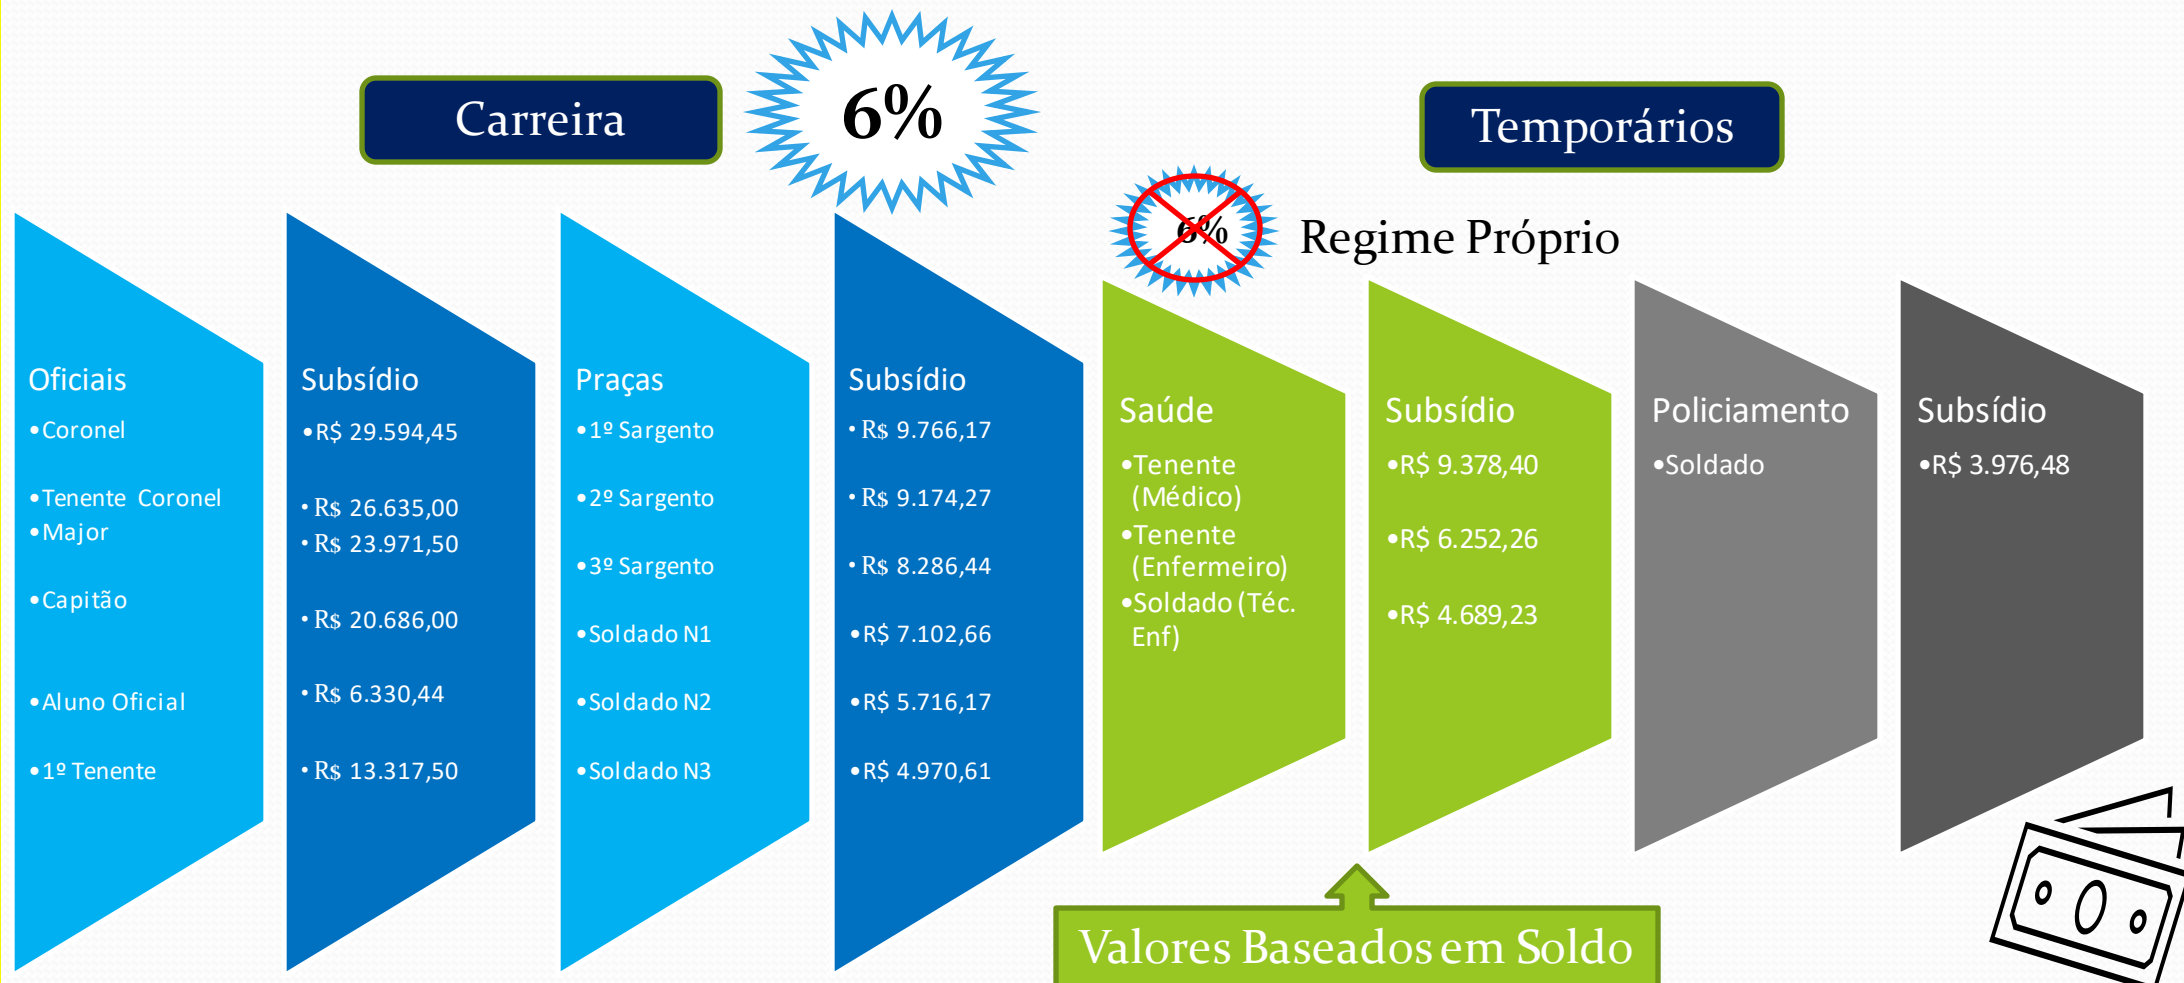 Carreira
6%
Temporários
6%
Regime Próprio
Oficiais
•Coronel
•Tenente Coronel
•Major
•Capitão
•Aluno Oficial
•1º Tenente
Subsídio
•R$ 29.594,45
• R$ 26.635,00
• R$ 23.971,50
• R$ 20.686,00
• R$ 6.330,44
• R$ 13.317,50
Praças
•1º Sargento
•2º Sargento
•3º Sargento
•Soldado N1
•Soldado N2
•Soldado N3
Subsídio
• R$ 9.766,17
• R$ 9.174,27
• R$ 8.286,44
•R$ 7.102,66
•R$ 5.716,17
•R$ 4.970,61
Saúde
•Tenente
(Médico)
•Tenente
(Enfermeiro)
•Soldado (Téc.
Enf)
Subsídio
•R$ 9.378,40
•R$ 6.252,26
•R$ 4.689,23
Policiamento
•Soldado
Subsídio
•R$ 3.976,48
Valores Baseados em Soldo